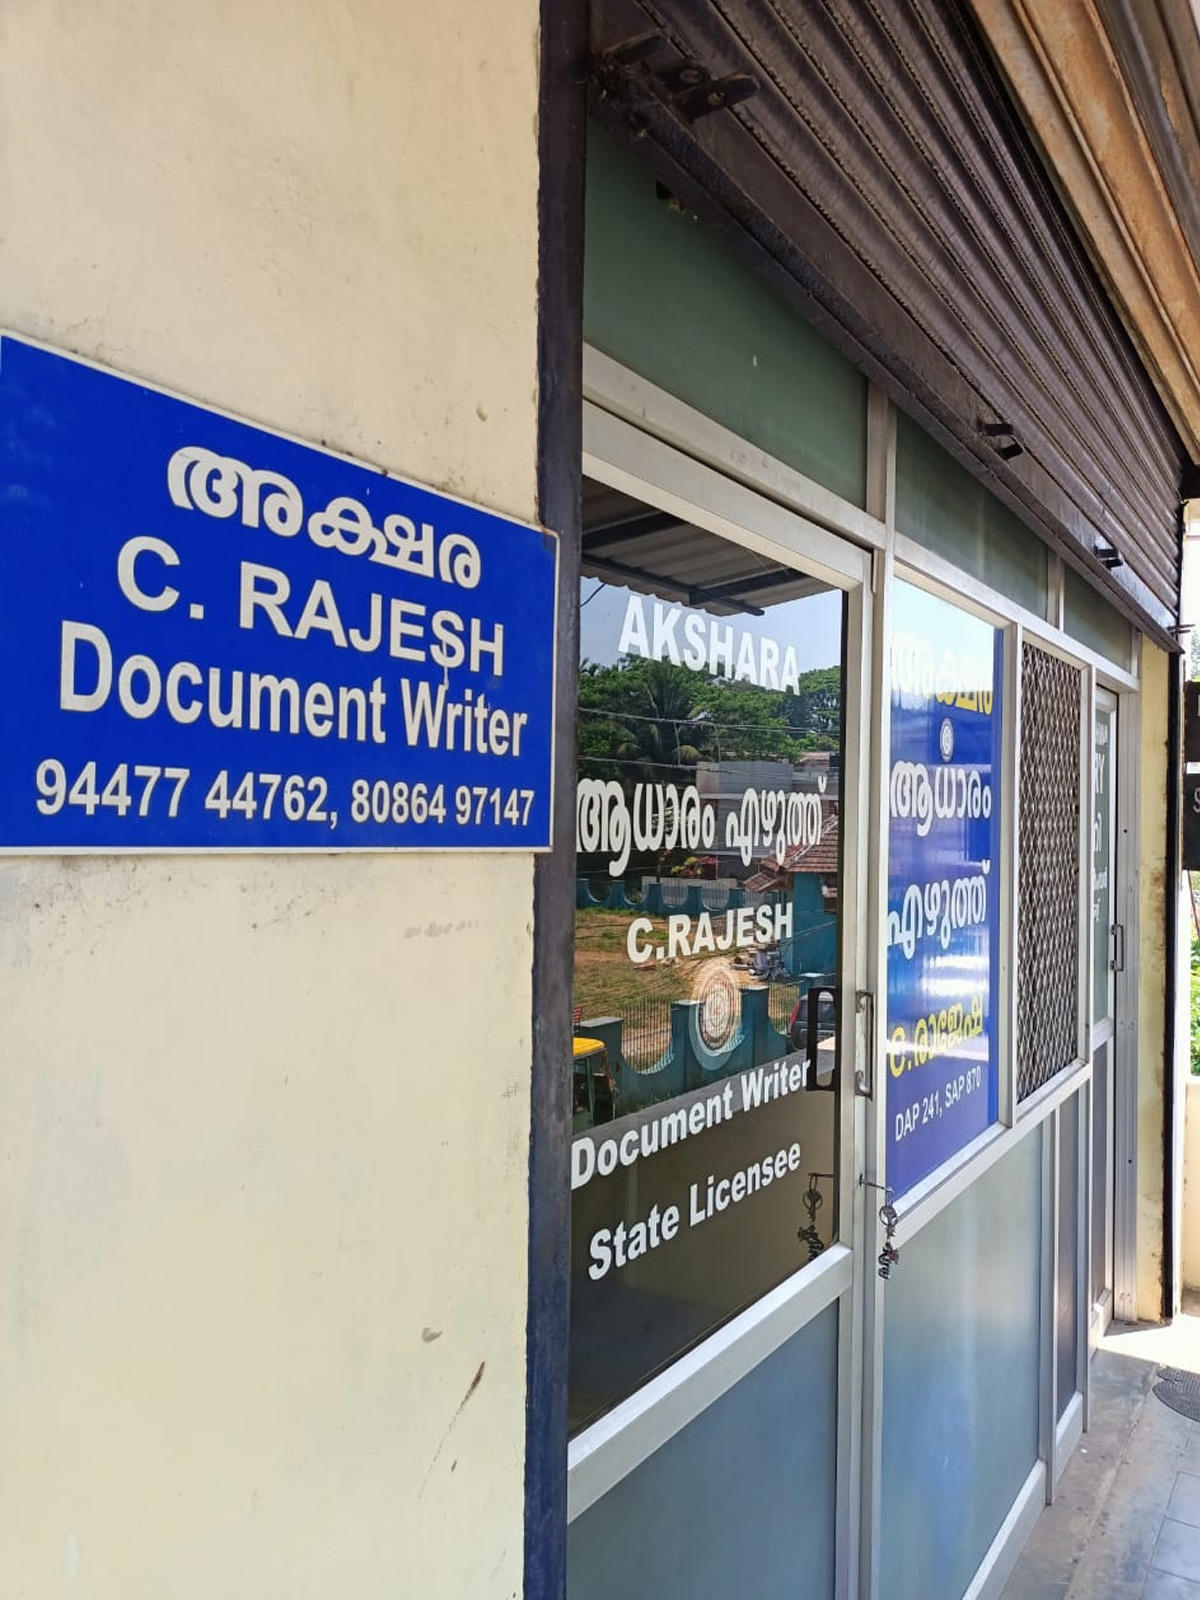 അക്ഷര
C. RAJESH
Document Writer
94477 44762, 80864 97147
AKSHARA
ആധാരം എഴുത്ത്
C.RAJESH
Document Writer
State Licensee
അക്ഷര
ആധാരം
എഴുത്ത്
C.രാജേഷ്
DAP 241, SAP 870
RY